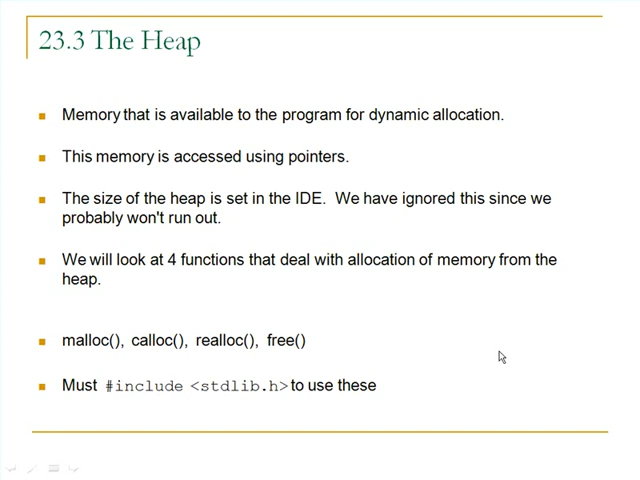 23.3 The Heap
Memory that is available to the program for dynamic allocation.
This memory is accessed using pointers.
The size of the heap is set in the IDE.  We have ignored this since we
probably won't run out.
We will look at 4 functions that deal with allocation of memory from the
heap.
malloc(), calloc(), realloc(), free()
Must #include <stdlib.h> to use these